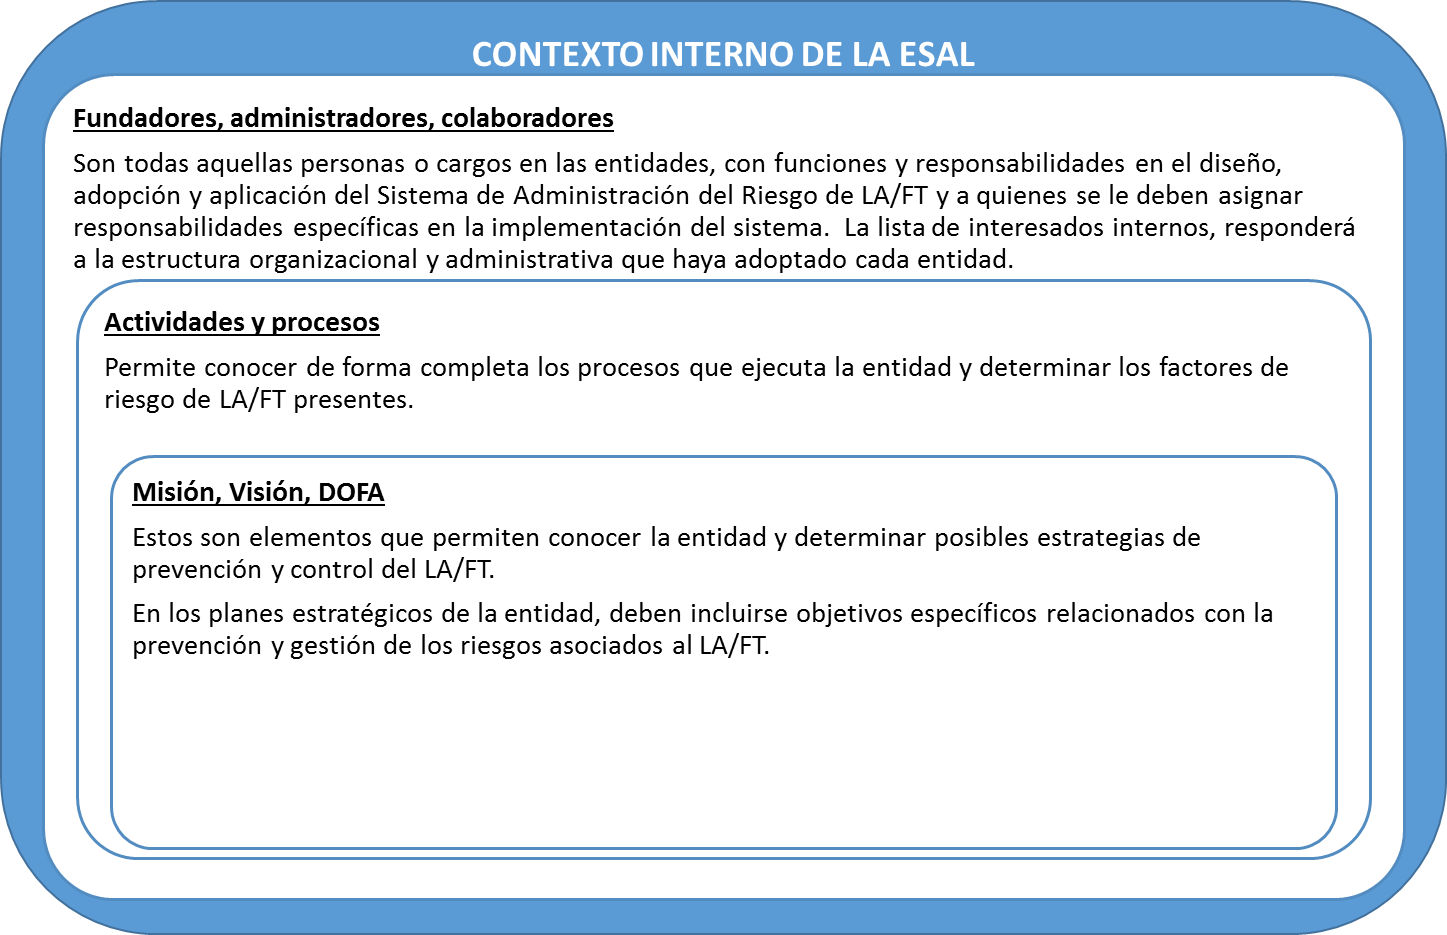 CONTEXTO INTERNO DE LA ESAL
Fundadores, administradores, colaboradores
Son todas aquellas personas o cargos en las entidades, con funciones y responsabilidades en el diseño,
adopción y aplicación del Sistema de Administración del Riesgo de LA/FT y a quienes se le deben asignar
responsabilidades específicas en la implementación del sistema.  La lista de interesados internos, responderá
a la estructura organizacional y administrativa que haya adoptado cada entidad.
Actividades y procesos
Permite conocer de forma completa los procesos que ejecuta la entidad y determinar los factores de
riesgo de LA/FT presentes.
Misión, Visión, DOFA
Estos son elementos que permiten conocer la entidad y determinar posibles estrategias de
prevención y control del LA/FT.
En los planes estratégicos de la entidad, deben incluirse objetivos específicos relacionados con la
prevención y gestión de los riesgos asociados al LA/FT.